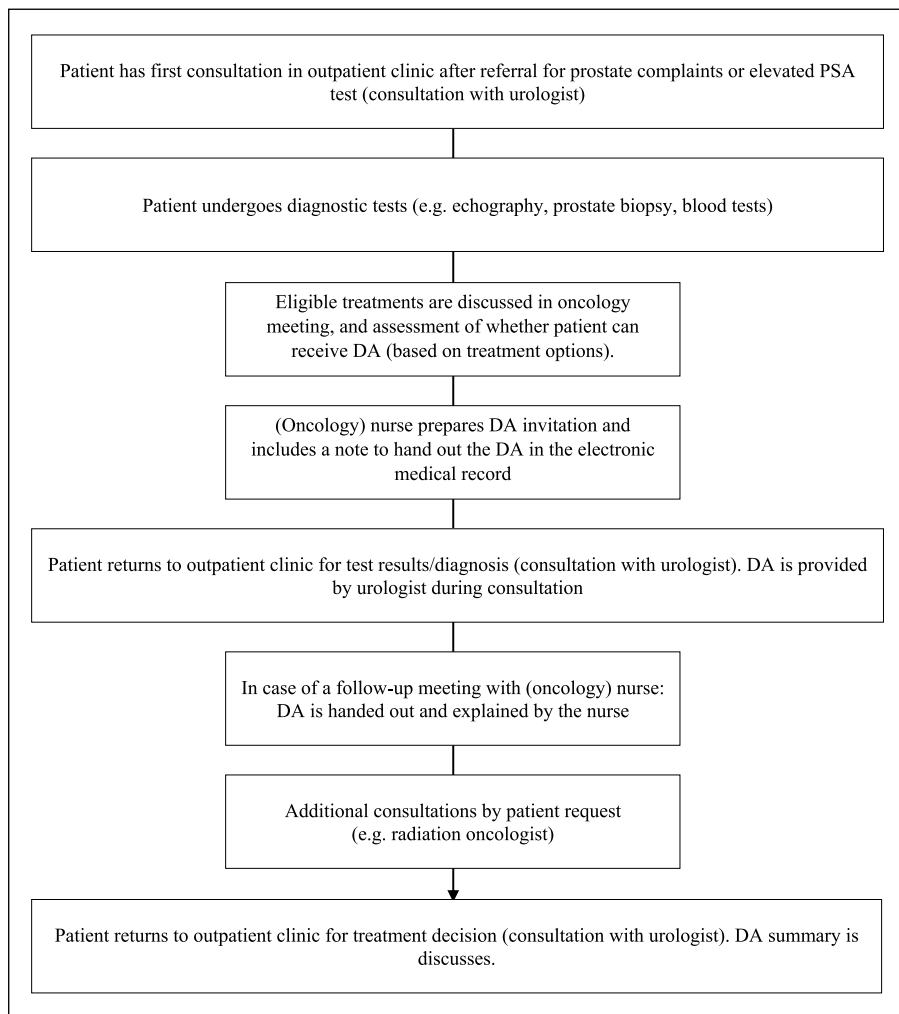 Patient has first consultation in outpatient clinic after referral for prostate complaints or elevated PSA
test (consultation with urologist)
Patient undergoes diagnostic tests (e.g. echography, prostate biopsy, blood tests)
Eligible treatments are discussed in oncology
meeting, and assessment of whether patient can
receive DA (based on treatment options).
(Oncology) nurse prepares DA invitation and
includes a note to hand out the DA in the electronic
medical record
Patient returns to outpatient clinic for test results/diagnosis (consultation with urologist). DA is provided
by urologist during consultation
In case of a follow-up meeting with (oncology) nurse:
DA is handed out and explained by the nurse
Additional consultations by patient request
(e.g. radiation oncologist)
Patient returns to outpatient clinic for treatment decision (consultation with urologist). DA summary is
discusses.